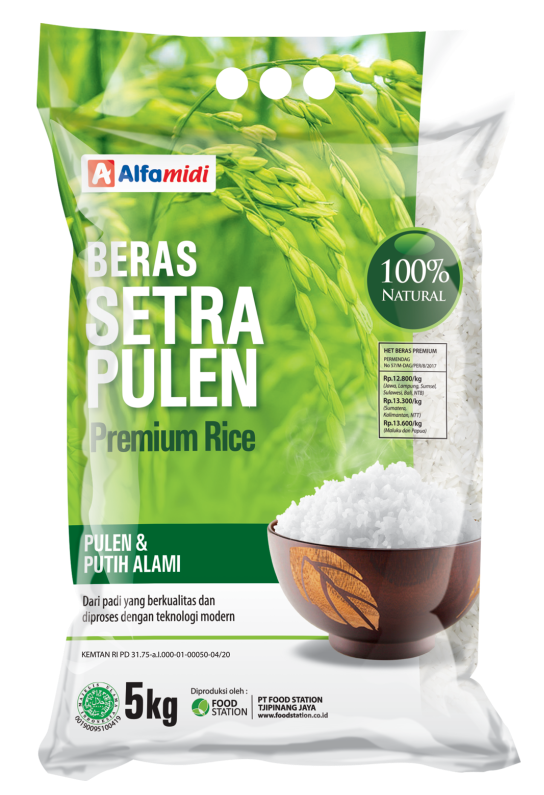 Alfamidi
BERAS
SETRA
PULEN
Premium Rice
100%
NATURAL
HET BERAS PREMIUM
PERMENDAG
No 57/M-DAG/PER/8/2017
Rp.12.800/kg
(Jawa, Lampung, Sumsel,
Sulawesi, Bali, NTB)
Rp.13.300/kg
(Sumatera,
Kalimantan, NTT)
Rp.13.600/kg
(Maluku dan Papua)
PULEN &
PUTIH ALAMI
Dari padi yang berkualitas dan
diproses dengan teknologi modern
KEMTAN RI PD 31.75-a.l.000-01-00050-04/20
MAJELIS ULAMA
INDONESIA
00190095100419
5kg
Diproduksi oleh :
FOOD
STATION
PT FOOD STATION
TJIPINANG JAYA
www.foodstation.co.id